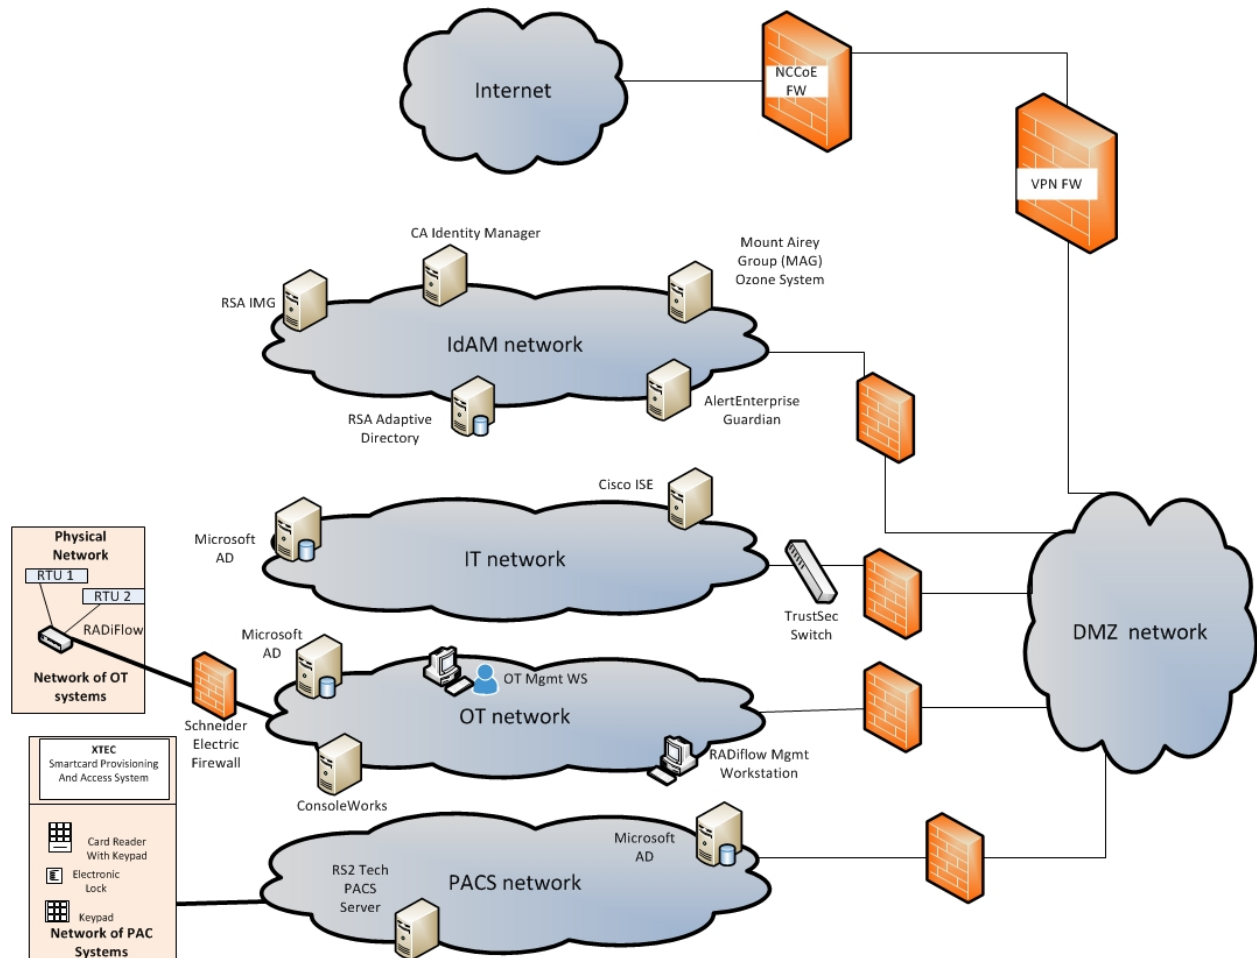 Internet
NCCoE
FW
VPN FW
CA Identity Manager
Mount Airey
Group (MAG)
Ozone System
RSA IMG
IdAM network
RSA Adaptive
Directory
AlertEnterprise
Guardian
Cisco ISE
Microsoft
AD
IT network
TrustSec
Switch
DMZ network
Physical
Network
RTU 1
RTU 2
RADiFlow
Network of OT
systems
Schneider
Electric
Firewall
Microsoft
AD
OT Mgmt WS
OT network
RADiflow Mgmt
Workstation
ConsoleWorks
XTEC
Smartcard Provisioning
And Access System
Card Reader
With Keypad
Electronic
Lock
Keypad
Network of PAC
Systems
Microsoft
AD
RS2 Tech
PACS
Server
PACS network